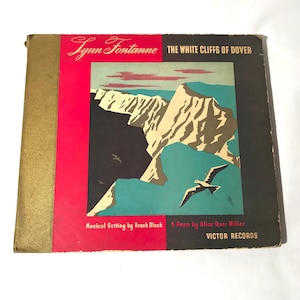 Lynn Fontanne THE WHITE CLIFFS OF DOVER
Musical Setting by Frank Black A Poem by Alice Duer Miller
VICTOR RECORDS